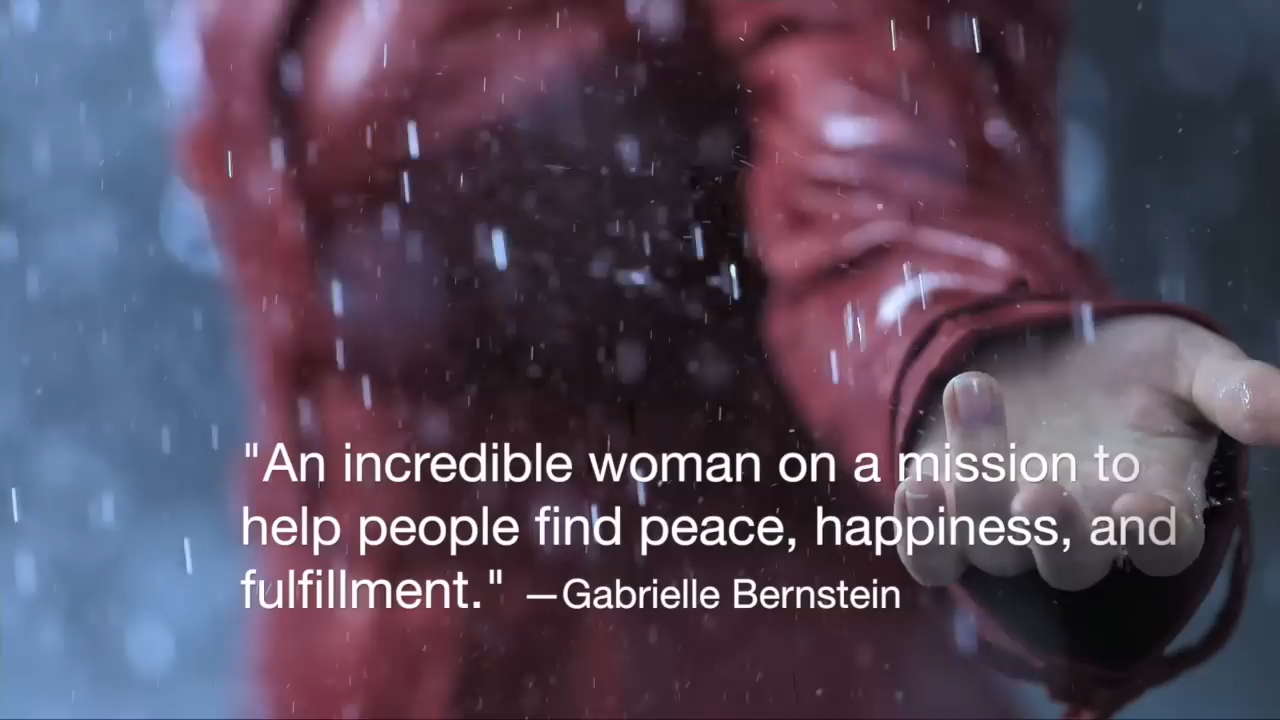 "An incredible woman on a mission to
help people find peace, happiness, and
fulfillment." —Gabrielle Bernstein